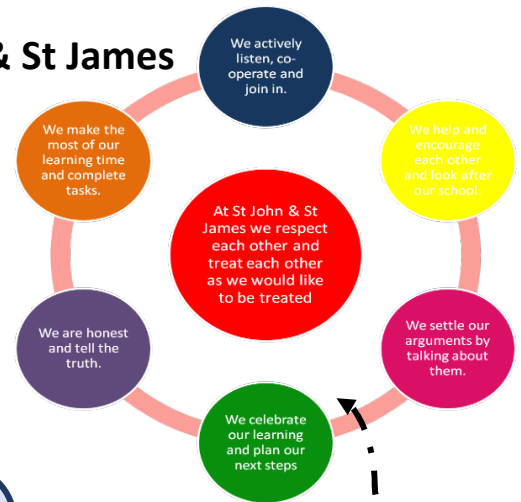 & St James
We actively
listen, co-
operate and
join in.
We help and
encourage
each other
and look after
our school.
We settle our
arguments by
talking about
them.
We celebrate
our learning
and plan our
next steps
We are honest
and tell the
truth.
We make the
most of our
learning time
and complete
tasks.
At St John & St
James we respect
each other and
treat each other
as we would like
to be treated